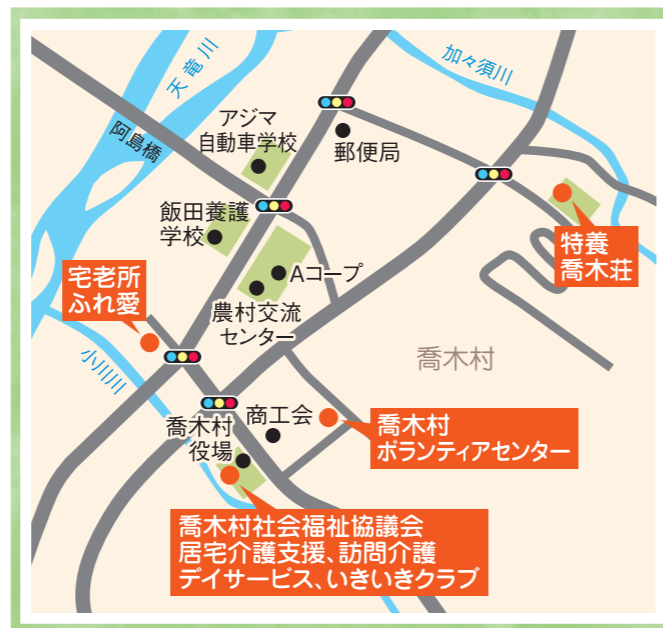 天竜川
加々須川
阿島橋
アジマ
自動車学校
郵便局
飯田養護
学校
特養
喬木荘
宅老所
ふれ愛
Aコープ
農村交流
センター
小川川
喬木村
商工会
喬木村
役場
喬木村
ボランティアセンター
喬木村社会福祉協議会
居宅介護支援、訪問介護
デイサービス、いきいきクラブ